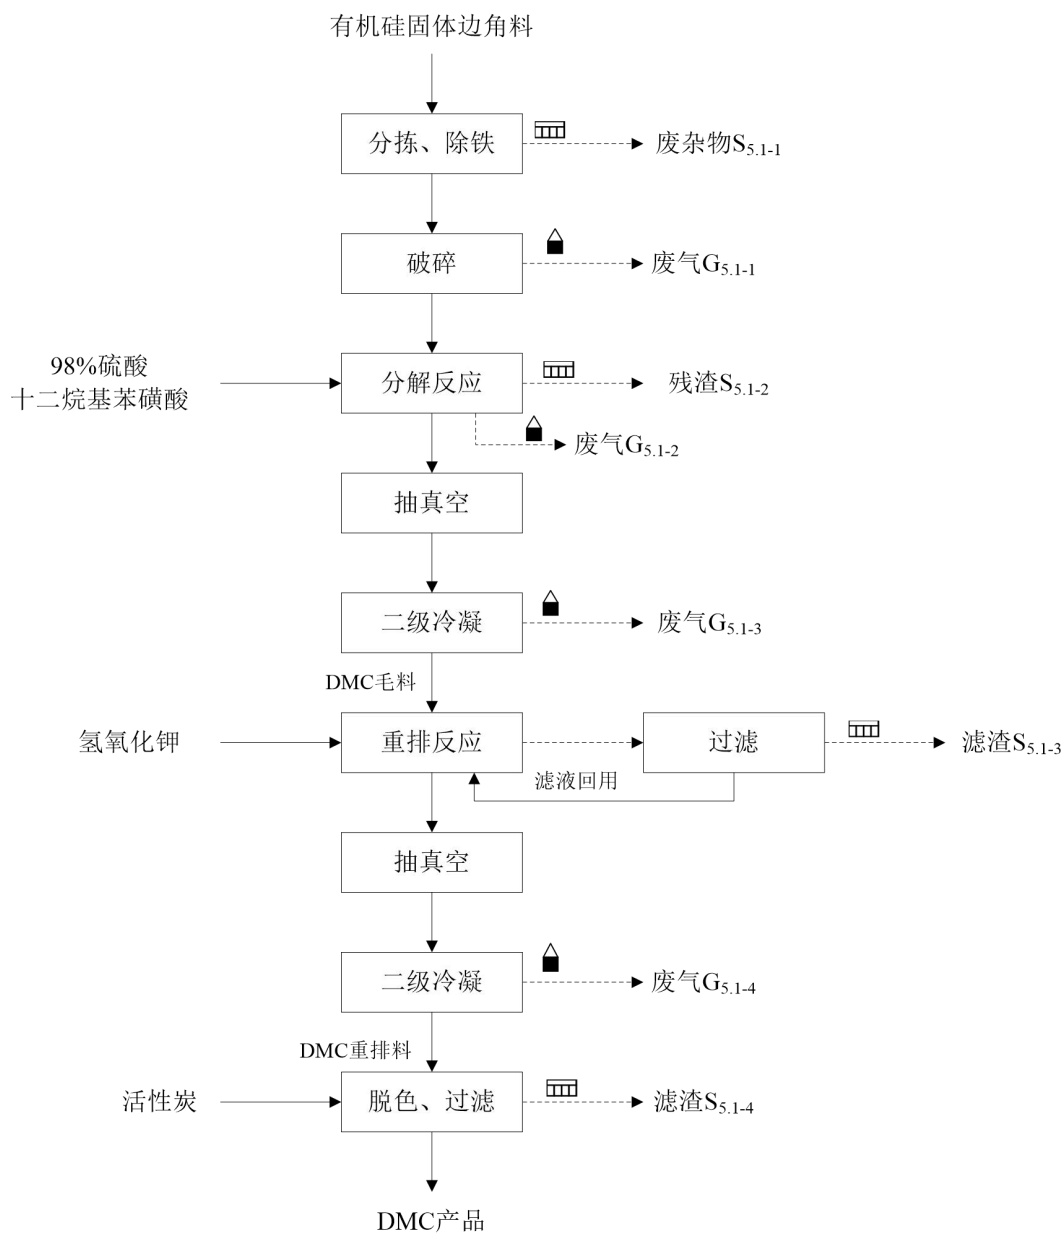 有机硅固体边角料
分拣、除铁
废杂物S5.1-1
破碎
废气G5.1-1
98%硫酸
十二烷基苯磺酸
分解反应
残渣S5.1-2
废气G5.1-2
抽真空
二级冷凝
废气G5.1-3
DMC毛料
氢氧化钾
重排反应
过滤
滤渣S5.1-3
滤液回用
抽真空
二级冷凝
废气G5.1-4
DMC重排料
活性炭
脱色、过滤
滤渣S5.1-4
DMC产品